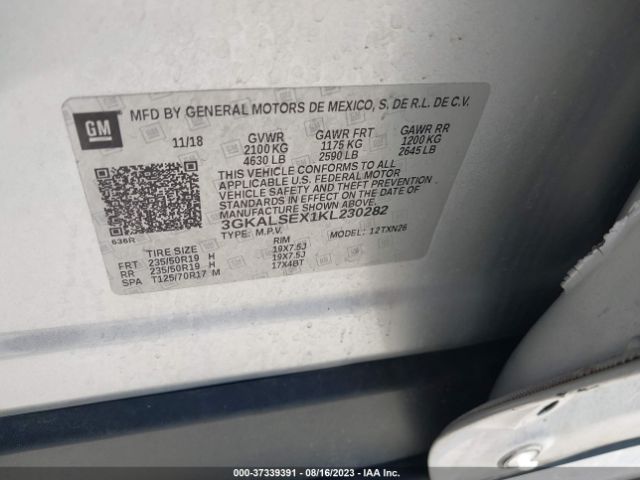 GM
MFD BY GENERAL MOTORS DE MEXICO, S. DE R.L. DE C.V.
11/18 GVWR GAWR FRT GAWR RR
2100 KG 1175 KG 1200 KG
4630 LB 2590 LB 2645 LB
THIS VEHICLE CONFORMS TO ALL
APPLICABLE U.S. FEDERAL MOTOR
VEHICLE SAFETY AND THEFT
PREVENTION STANDARDS IN
EFFECT ON THE DATE OF
MANUFACTURE SHOWN ABOVE.
3GKALSEX1KL230282
TYPE: M.P.V. MODEL: 12TXN26
636R
TIRE SIZE RIM
FRT 235/50R19 H 19X7.5J
RR 235/50R19 H 19X7.5J
SPA T125/70R17 M 17X4BT
000-37339391 - 08/16/2023 - IAA Inc.